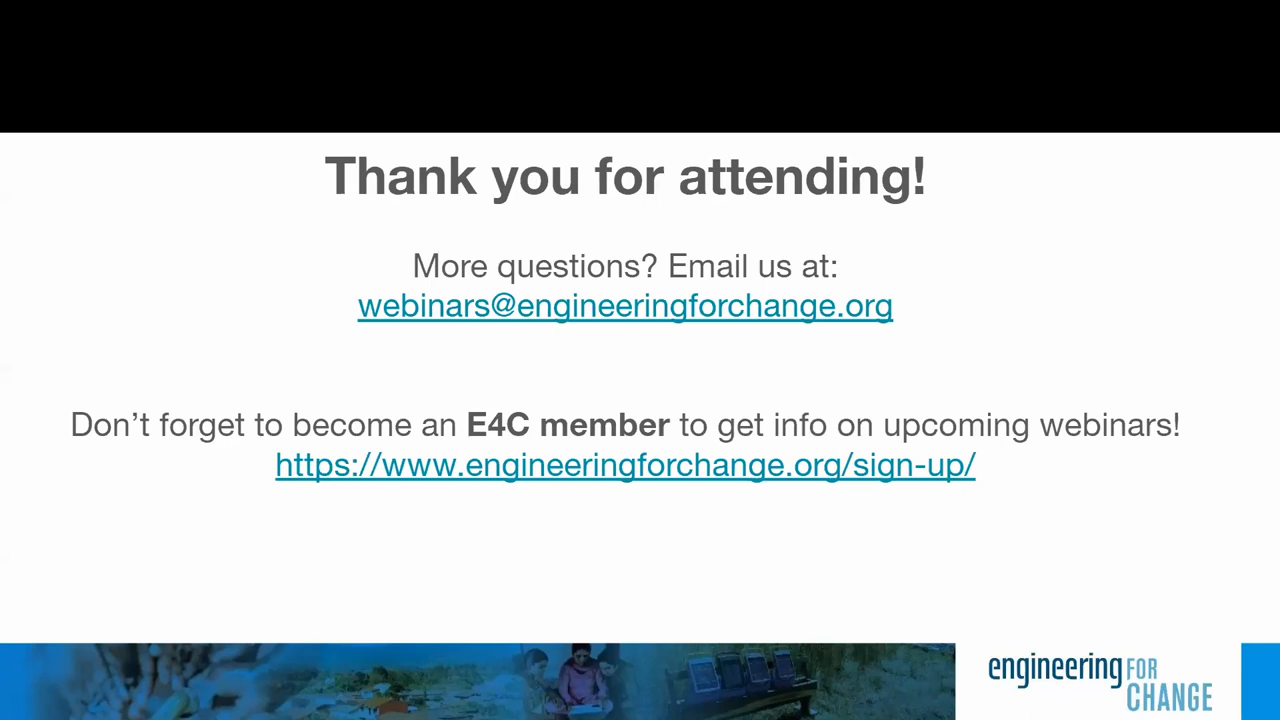 Thank you for attending!
More questions? Email us at:
webinars@engineeringforchange.org
Don’t forget to become an E4C member to get info on upcoming webinars!
https://www.engineeringforchange.org/sign-up/
engineering FOR
CHANGE